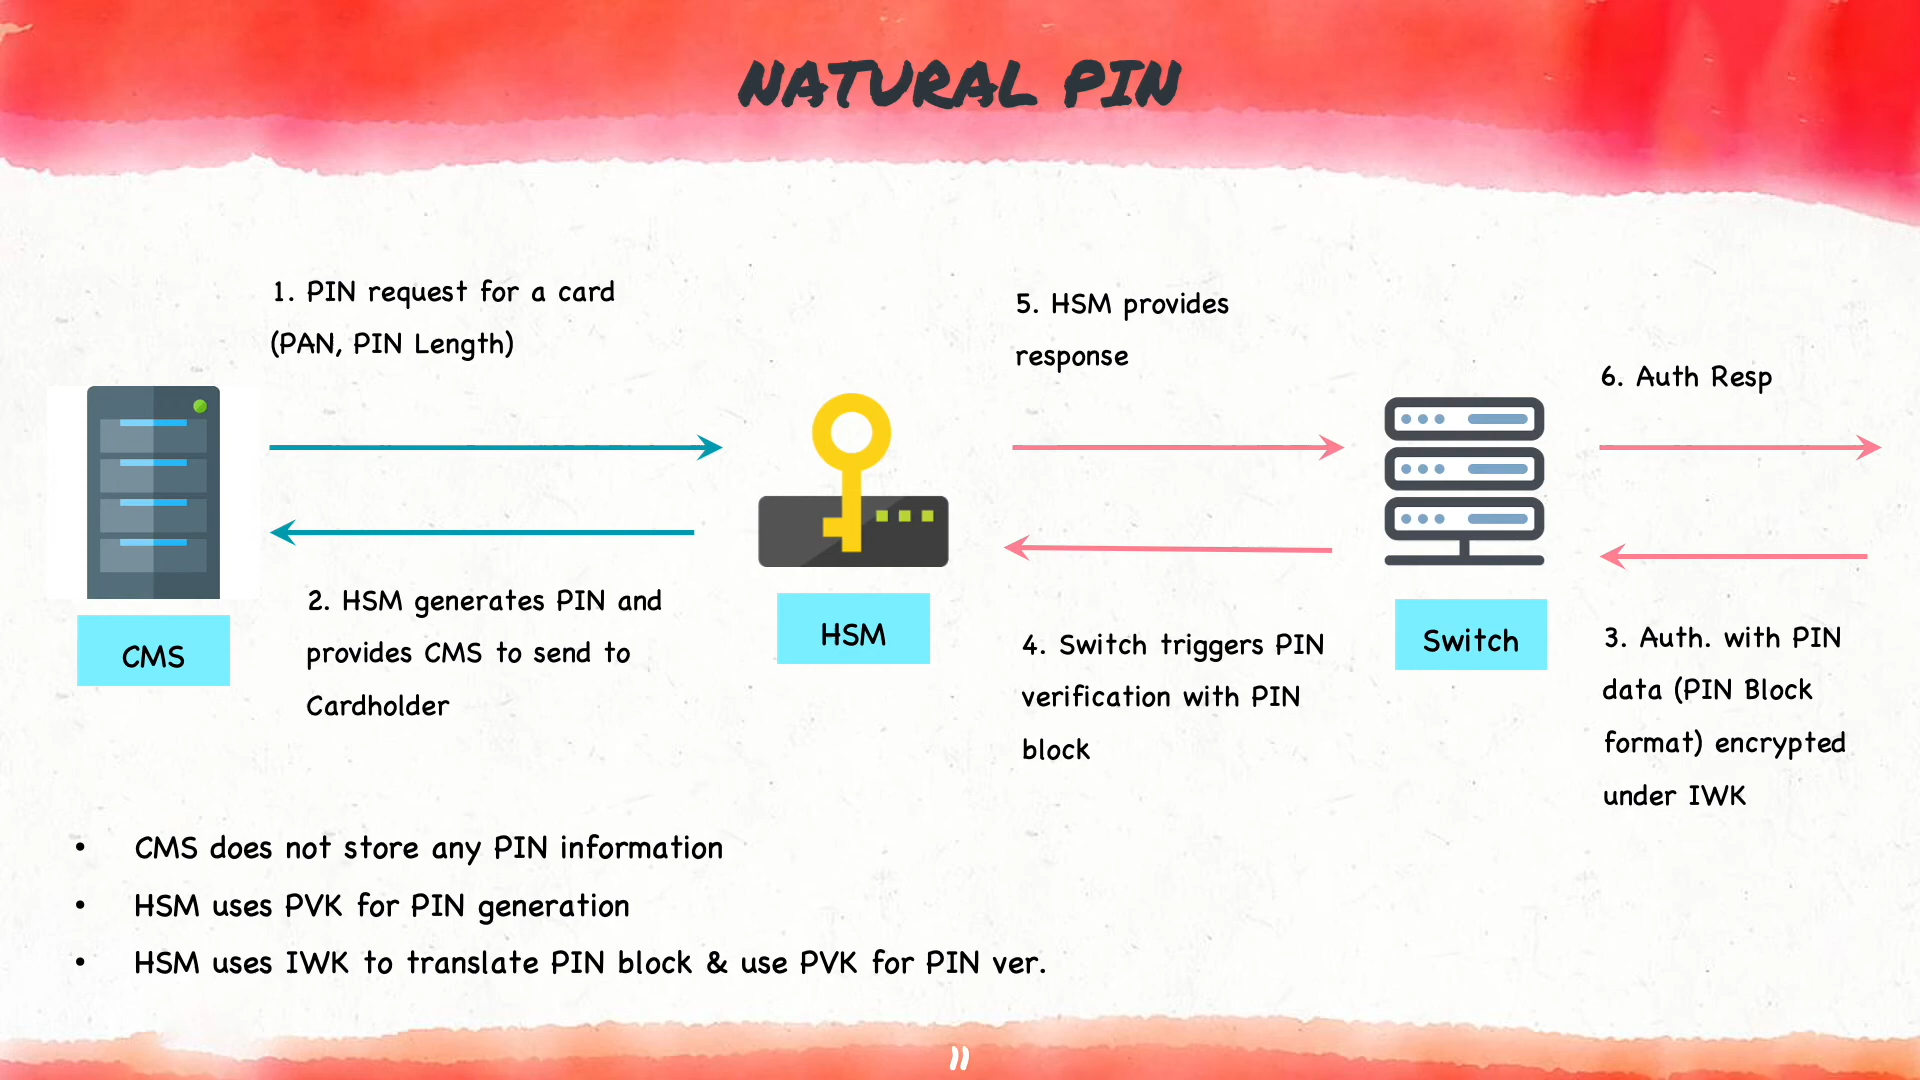 NATURAL PIN
1. PIN request for a card
(PAN, PIN Length)
5. HSM provides
response
6. Auth Resp
2. HSM generates PIN and
provides CMS to send to
Cardholder
CMS
HSM
4. Switch triggers PIN
verification with PIN
block
Switch
3. Auth. with PIN
data (PIN Block
format) encrypted
under IWK
• CMS does not store any PIN information
• HSM uses PVK for PIN generation
• HSM uses IWK to translate PIN block & use PVK for PIN ver.
11